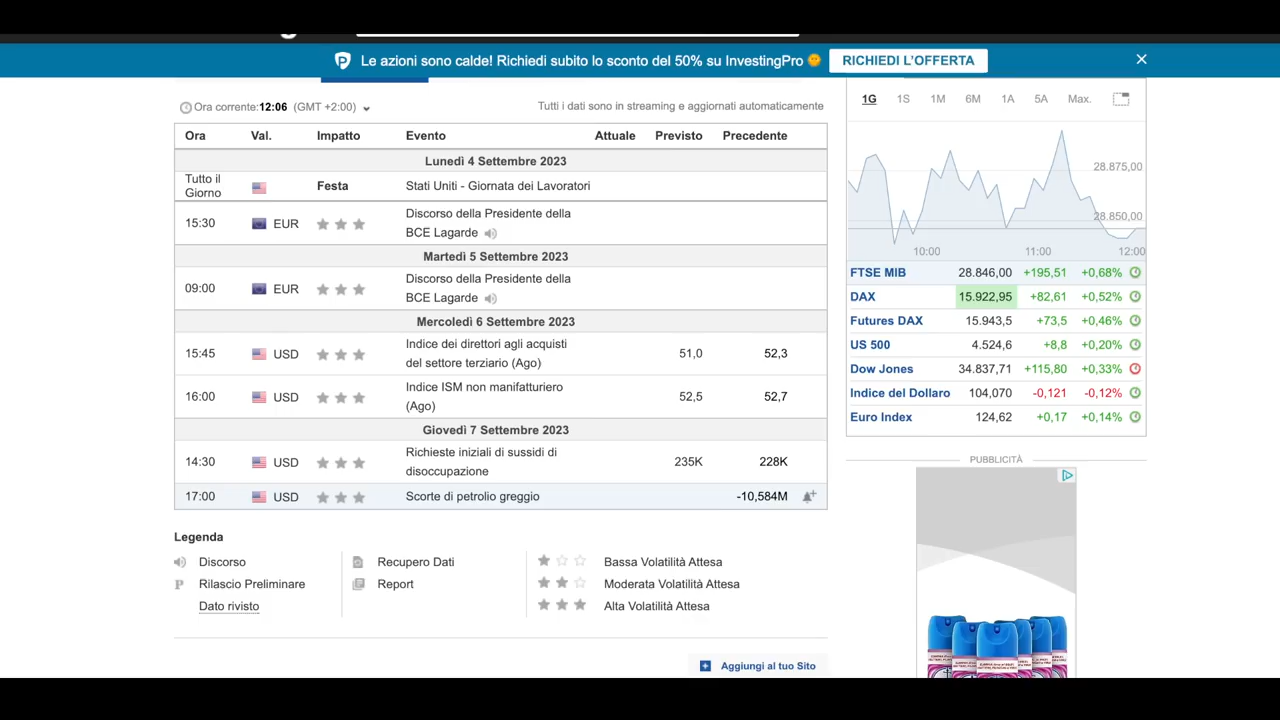 Le azioni sono calde! Richiedi subito lo sconto del 50% su InvestingPro
RICHIEDI L'OFFERTA
Ora corrente:12:06 (GMT +2:00)
Tutti i dati sono in streaming e aggiornati automaticamente
Ora Val. Impatto Evento Attuale Previsto Precedente
Lunedì 4 Settembre 2023
Tutto il
Giorno
Festa
Stati Uniti - Giornata dei Lavoratori
15:30 EUR
Discorso della Presidente della
BCE Lagarde
Martedì 5 Settembre 2023
09:00 EUR
Discorso della Presidente della
BCE Lagarde
Mercoledì 6 Settembre 2023
15:45 USD
Indice dei direttori agli acquisti
del settore terziario (Ago)
51,0 52,3
16:00 USD
Indice ISM non manifatturiero
(Ago)
52,5 52,7
Giovedì 7 Settembre 2023
14:30 USD
Richieste iniziali di sussidi di
disoccupazione
235K 228K
17:00 USD Scorte di petrolio greggio -10,584M
Legenda
Discorso
P Rilascio Preliminare
Dato rivisto
Recupero Dati
Report
Bassa Volatilità Attesa
Moderata Volatilità Attesa
Alta Volatilità Attesa
Aggiungi al tuo Sito
1G 1S 1M 6M 1A 5A Max.
28.875,00
28.850,00
10:00 11:00 12:00
FTSE MIB 28.846,00 +195,51 +0,68%
DAX 15.922,95 +82,61 +0,52%
Futures DAX 15.943,5 +73,5 +0,46%
US 500 4.524,6 +8,8 +0,20%
Dow Jones 34.837,71 +115,80 +0,33%
Indice del Dollaro 104,070 -0,121 -0,12%
Euro Index 124,62 +0,17 +0,14%
PUBBLICITÀ